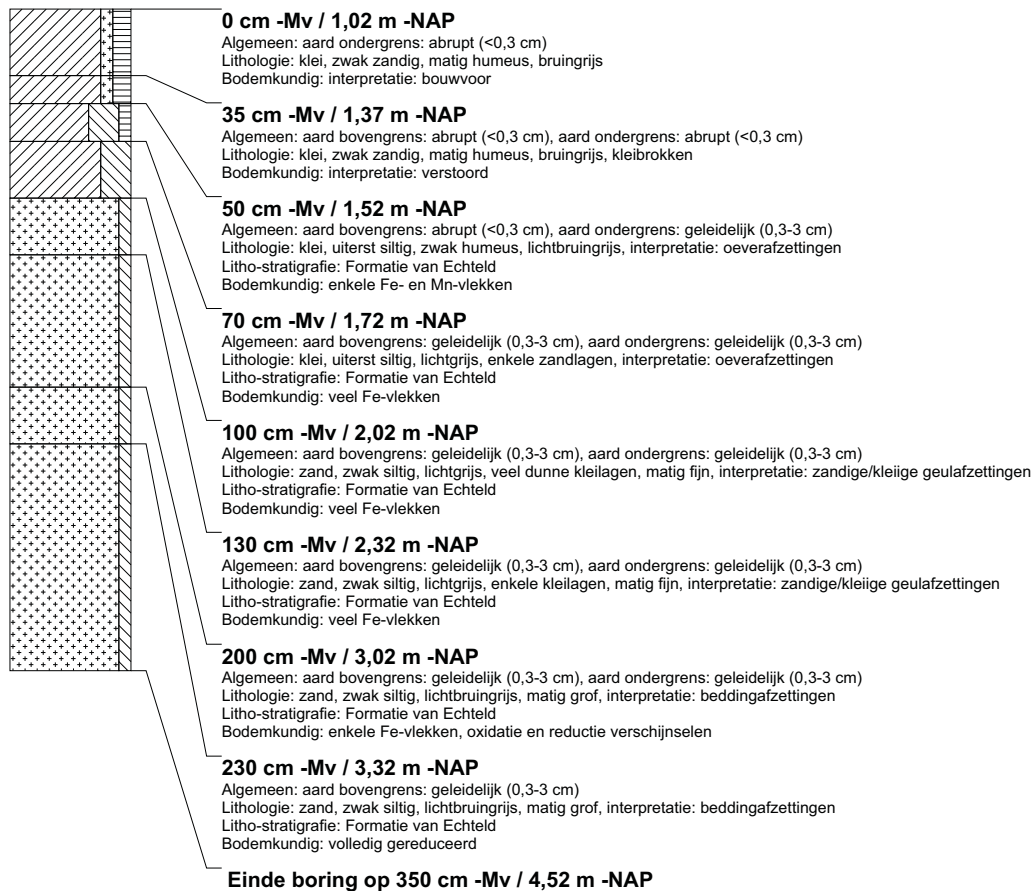 0 cm -Mv / 1,02 m -NAP
Algemeen: aard ondergrens: abrupt (<0,3 cm)
Lithologie: klei, zwak zandig, matig humeus, bruingrijs
Bodemkundig: interpretatie: bouwvoor
35 cm -Mv / 1,37 m -NAP
Algemeen: aard bovengrens: abrupt (<0,3 cm), aard ondergrens: abrupt (<0,3 cm)
Lithologie: klei, zwak zandig, matig humeus, bruingrijs, kleibrokken
Bodemkundig: interpretatie: verstoord
50 cm -Mv / 1,52 m -NAP
Algemeen: aard bovengrens: abrupt (<0,3 cm), aard ondergrens: geleidelijk (0,3-3 cm)
Lithologie: klei, uiterst siltig, zwak humeus, lichtbruingrijs, interpretatie: oeverafzettingen
Litho-stratigrafie: Formatie van Echteld
Bodemkundig: enkele Fe- en Mn-vlekken
70 cm -Mv / 1,72 m -NAP
Algemeen: aard bovengrens: geleidelijk (0,3-3 cm), aard ondergrens: geleidelijk (0,3-3 cm)
Lithologie: klei, uiterst siltig, lichtgrijs, enkele zandlagen, interpretatie: oeverafzettingen
Litho-stratigrafie: Formatie van Echteld
Bodemkundig: veel Fe-vlekken
100 cm -Mv / 2,02 m -NAP
Algemeen: aard bovengrens: geleidelijk (0,3-3 cm), aard ondergrens: geleidelijk (0,3-3 cm)
Lithologie: zand, zwak siltig, lichtgrijs, veel dunne kleilagen, matig fijn, interpretatie: zandige/kleiige geulafzettingen
Litho-stratigrafie: Formatie van Echteld
Bodemkundig: veel Fe-vlekken
130 cm -Mv / 2,32 m -NAP
Algemeen: aard bovengrens: geleidelijk (0,3-3 cm), aard ondergrens: geleidelijk (0,3-3 cm)
Lithologie: zand, zwak siltig, lichtgrijs, enkele kleilagen, matig fijn, interpretatie: zandige/kleiige geulafzettingen
Litho-stratigrafie: Formatie van Echteld
Bodemkundig: veel Fe-vlekken
200 cm -Mv / 3,02 m -NAP
Algemeen: aard bovengrens: geleidelijk (0,3-3 cm), aard ondergrens: geleidelijk (0,3-3 cm)
Lithologie: zand, zwak siltig, lichtbruingrijs, matig grof, interpretatie: beddingafzettingen
Litho-stratigrafie: Formatie van Echteld
Bodemkundig: enkele Fe-vlekken, oxidatie en reductie verschijnselen
230 cm -Mv / 3,32 m -NAP
Algemeen: aard bovengrens: geleidelijk (0,3-3 cm)
Lithologie: zand, zwak siltig, lichtbruingrijs, matig grof, interpretatie: beddingafzettingen
Litho-stratigrafie: Formatie van Echteld
Bodemkundig: volledig gereduceerd
Einde boring op 350 cm -Mv / 4,52 m -NAP